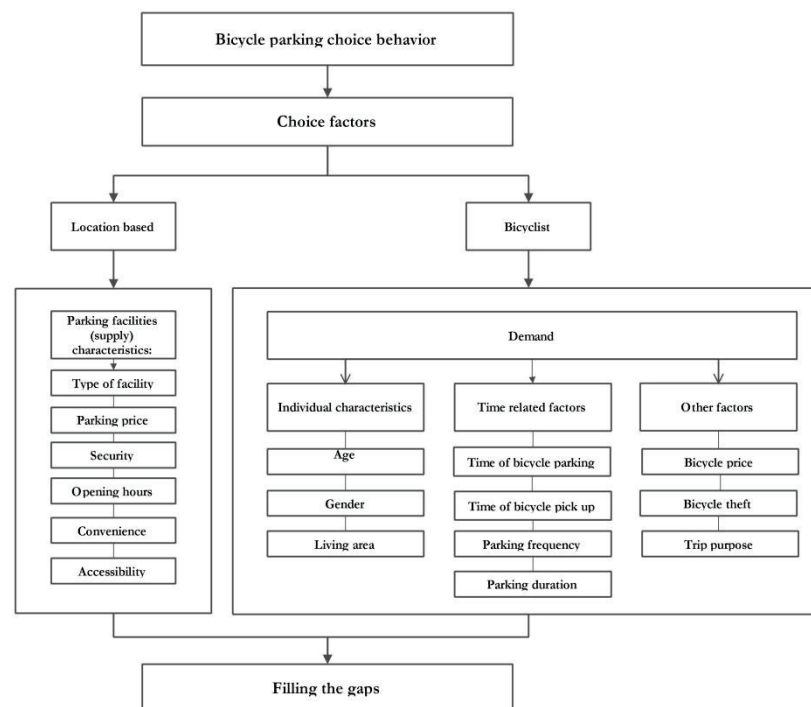 Bicycle parking choice behavior
Choice factors
Location based
Bicyclist
Parking facilities
(supply)
characteristics:
Type of facility
Parking price
Security
Opening hours
Convenience
Accessibility
Demand
Individual characteristics
Age
Gender
Living area
Time related factors
Time of bicycle parking
Time of bicycle pick up
Parking frequency
Parking duration
Other factors
Bicycle price
Bicycle theft
Trip purpose
Filling the gaps